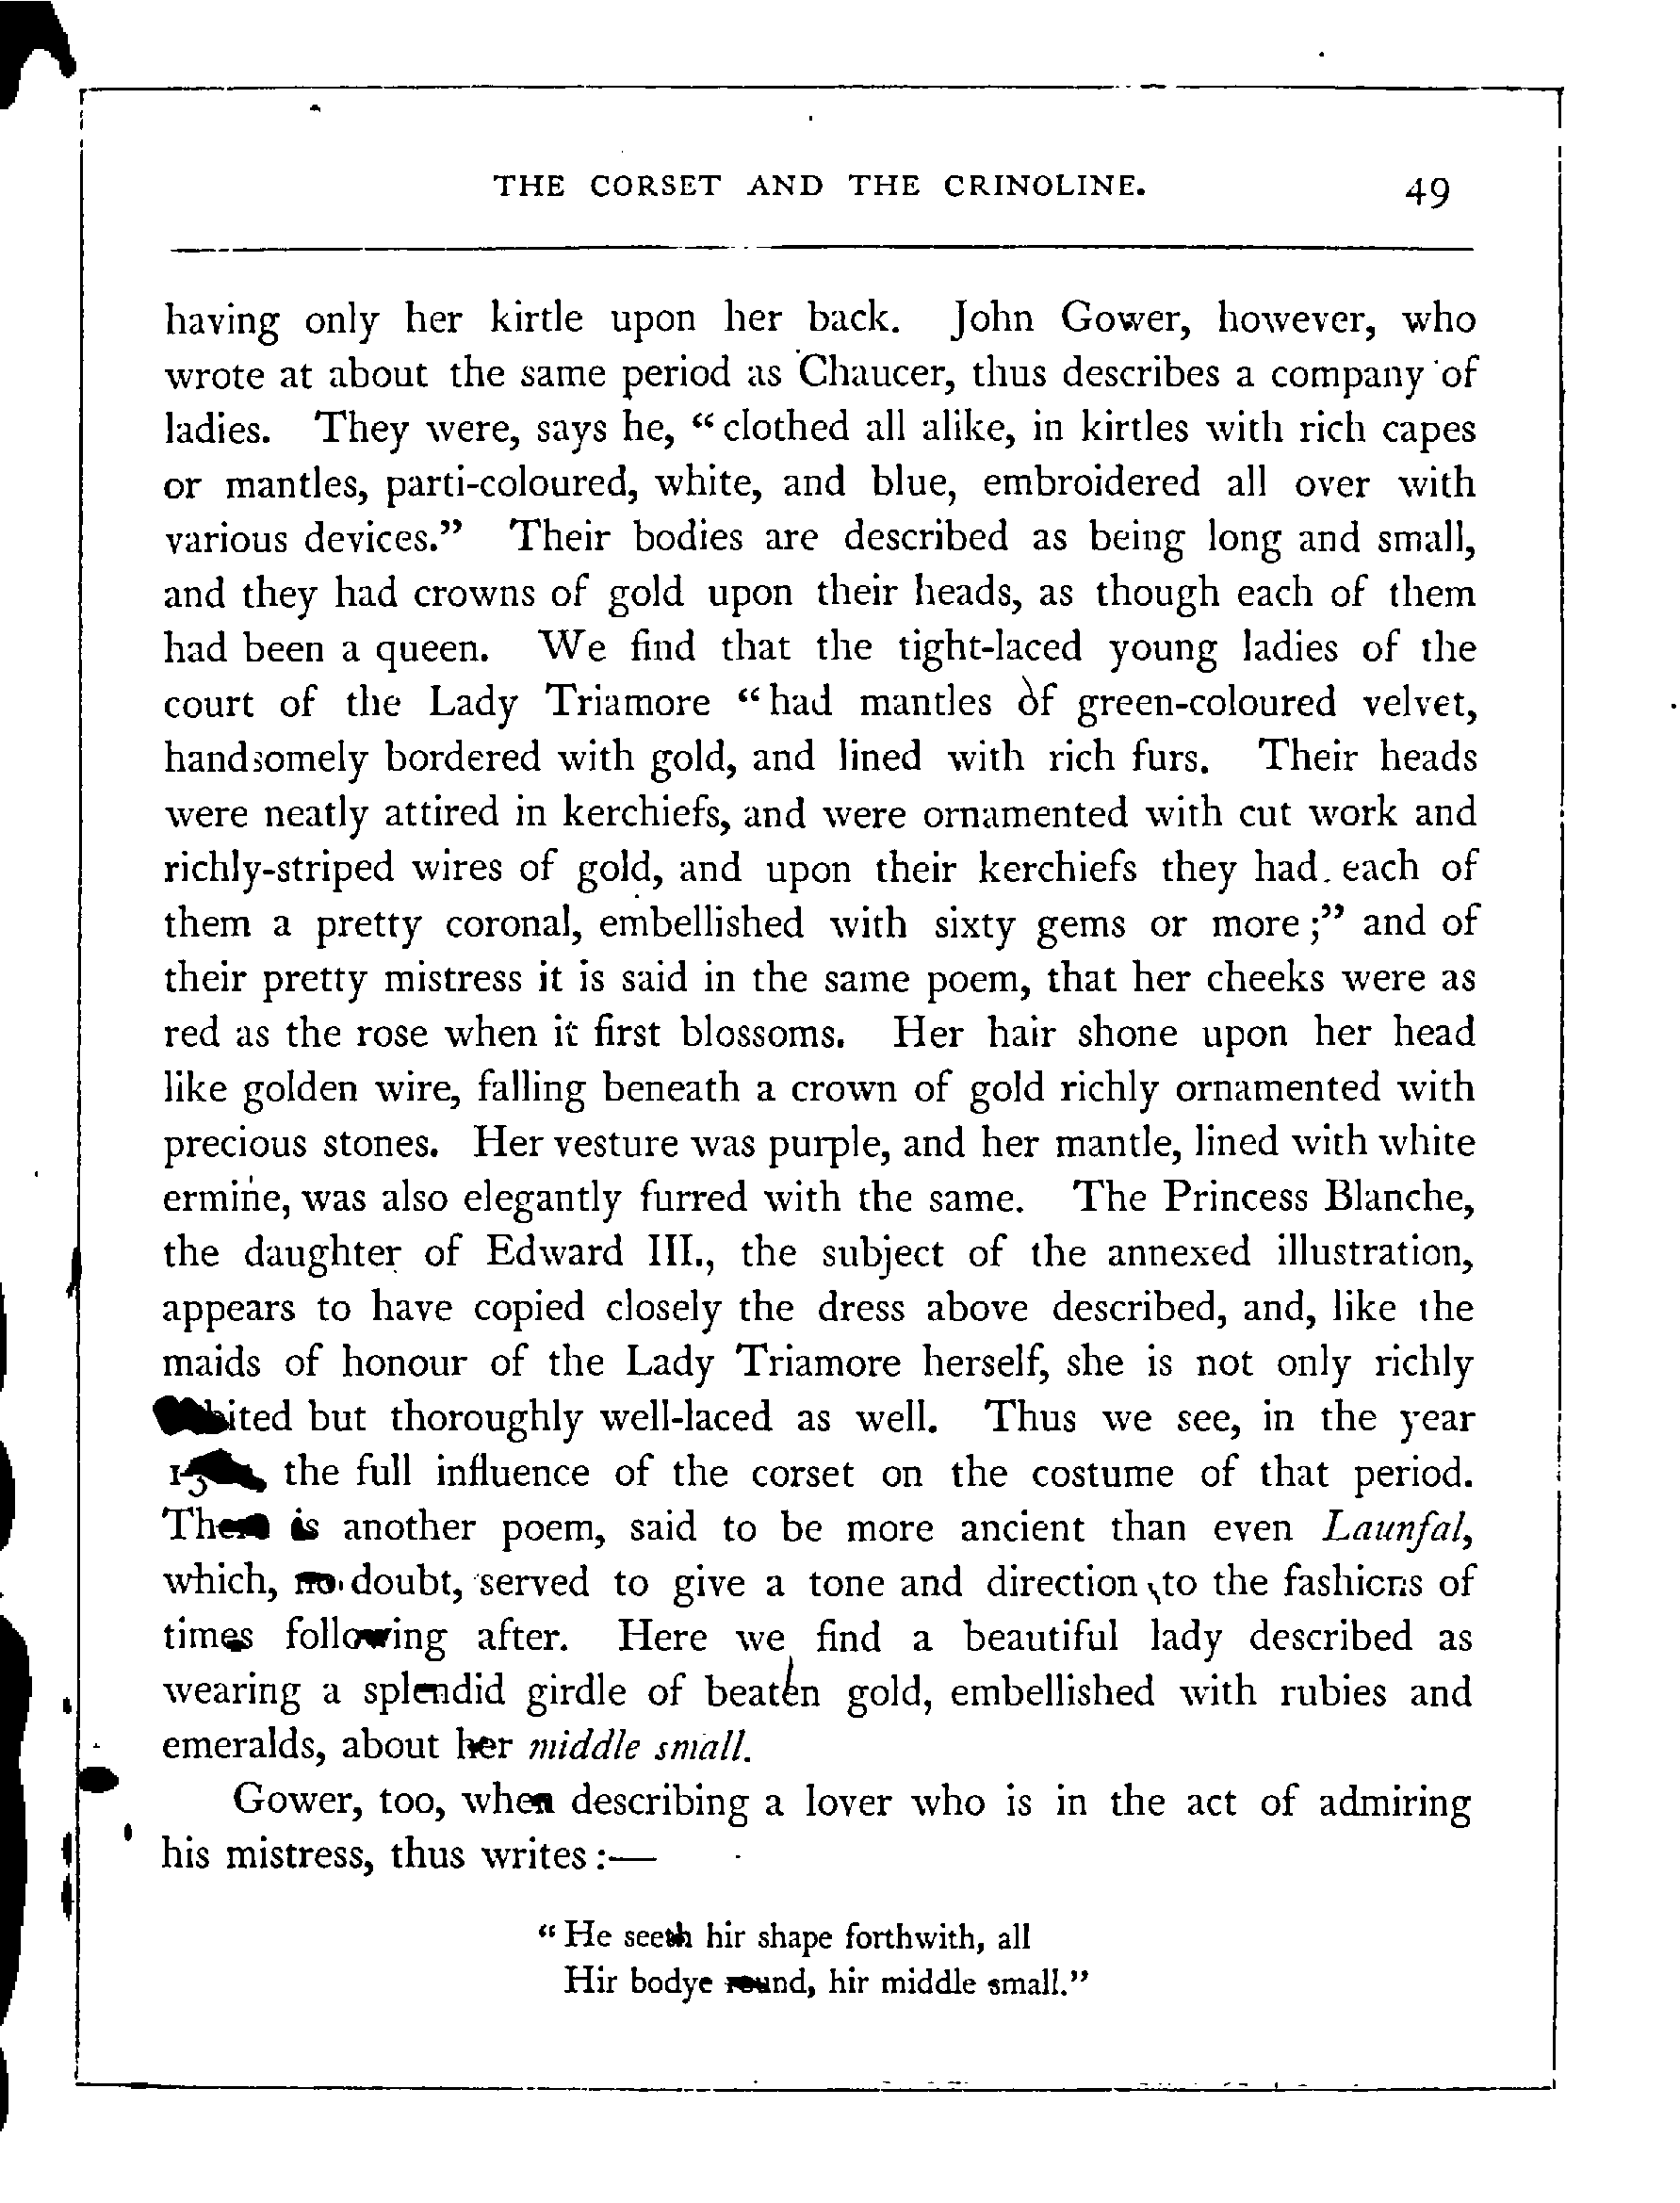 THE CORSET AND THE CRINOLINE. 49
having only her kirtle upon her back. John Gower, however, who
wrote at about the same period as Chaucer, thus describes a company of
ladies. They were, says he, “clothed all alike, in kirtles with rich capes
or mantles, parti-coloured, white, and blue, embroidered all over with
various devices.” Their bodies are described as being long and small,
and they had crowns of gold upon their heads, as though each of them
had been a queen. We find that the tight-laced young ladies of the
court of the Lady Triamore “had mantles of green-coloured velvet,
handsomely bordered with gold, and lined with rich furs. Their heads
were neatly attired in kerchiefs, and were ornamented with cut work and
richly-striped wires of gold, and upon their kerchiefs they had each of
them a pretty coronal, embellished with sixty gems or more;” and of
their pretty mistress it is said in the same poem, that her cheeks were as
red as the rose when it first blossoms. Her hair shone upon her head
like golden wire, falling beneath a crown of gold richly ornamented with
precious stones. Her vesture was purple, and her mantle, lined with white
ermine, was also elegantly furred with the same. The Princess Blanche,
the daughter of Edward III., the subject of the annexed illustration,
appears to have copied closely the dress above described, and, like the
maids of honour of the Lady Triamore herself, she is not only richly
but thoroughly well-laced as well. Thus we see, in the year
the full influence of the corset on the costume of that period.
There is another poem, said to be more ancient than even Launfal,
which, no doubt, served to give a tone and direction to the fashions of
times following after. Here we find a beautiful lady described as
wearing a splendid girdle of beaten gold, embellished with rubies and
emeralds, about her middle small.
Gower, too, when describing a lover who is in the act of admiring
his mistress, thus writes:—
“He seeth hir shape forthwith, all
Hir bodye round, hir middle small.”